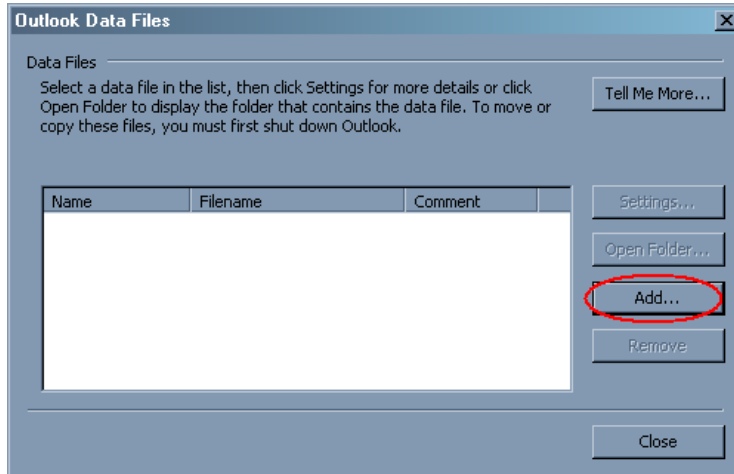 Outlook Data Files
Data Files
Select a data file in the list, then click Settings for more details or click
Open Folder to display the folder that contains the data file. To move or
copy these files, you must first shut down Outlook.
Tell Me More...
Name Filename Comment
Settings...
Open Folder...
Add...
Remove
Close